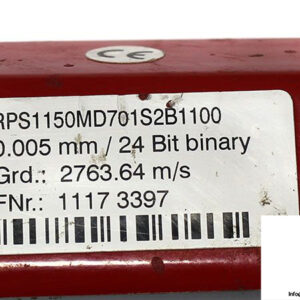 CE
RPS1150MD701S2B1100
0.005 mm / 24 Bit binary
Grd.: 2763.64 m/s
FNr.: 1117 3397